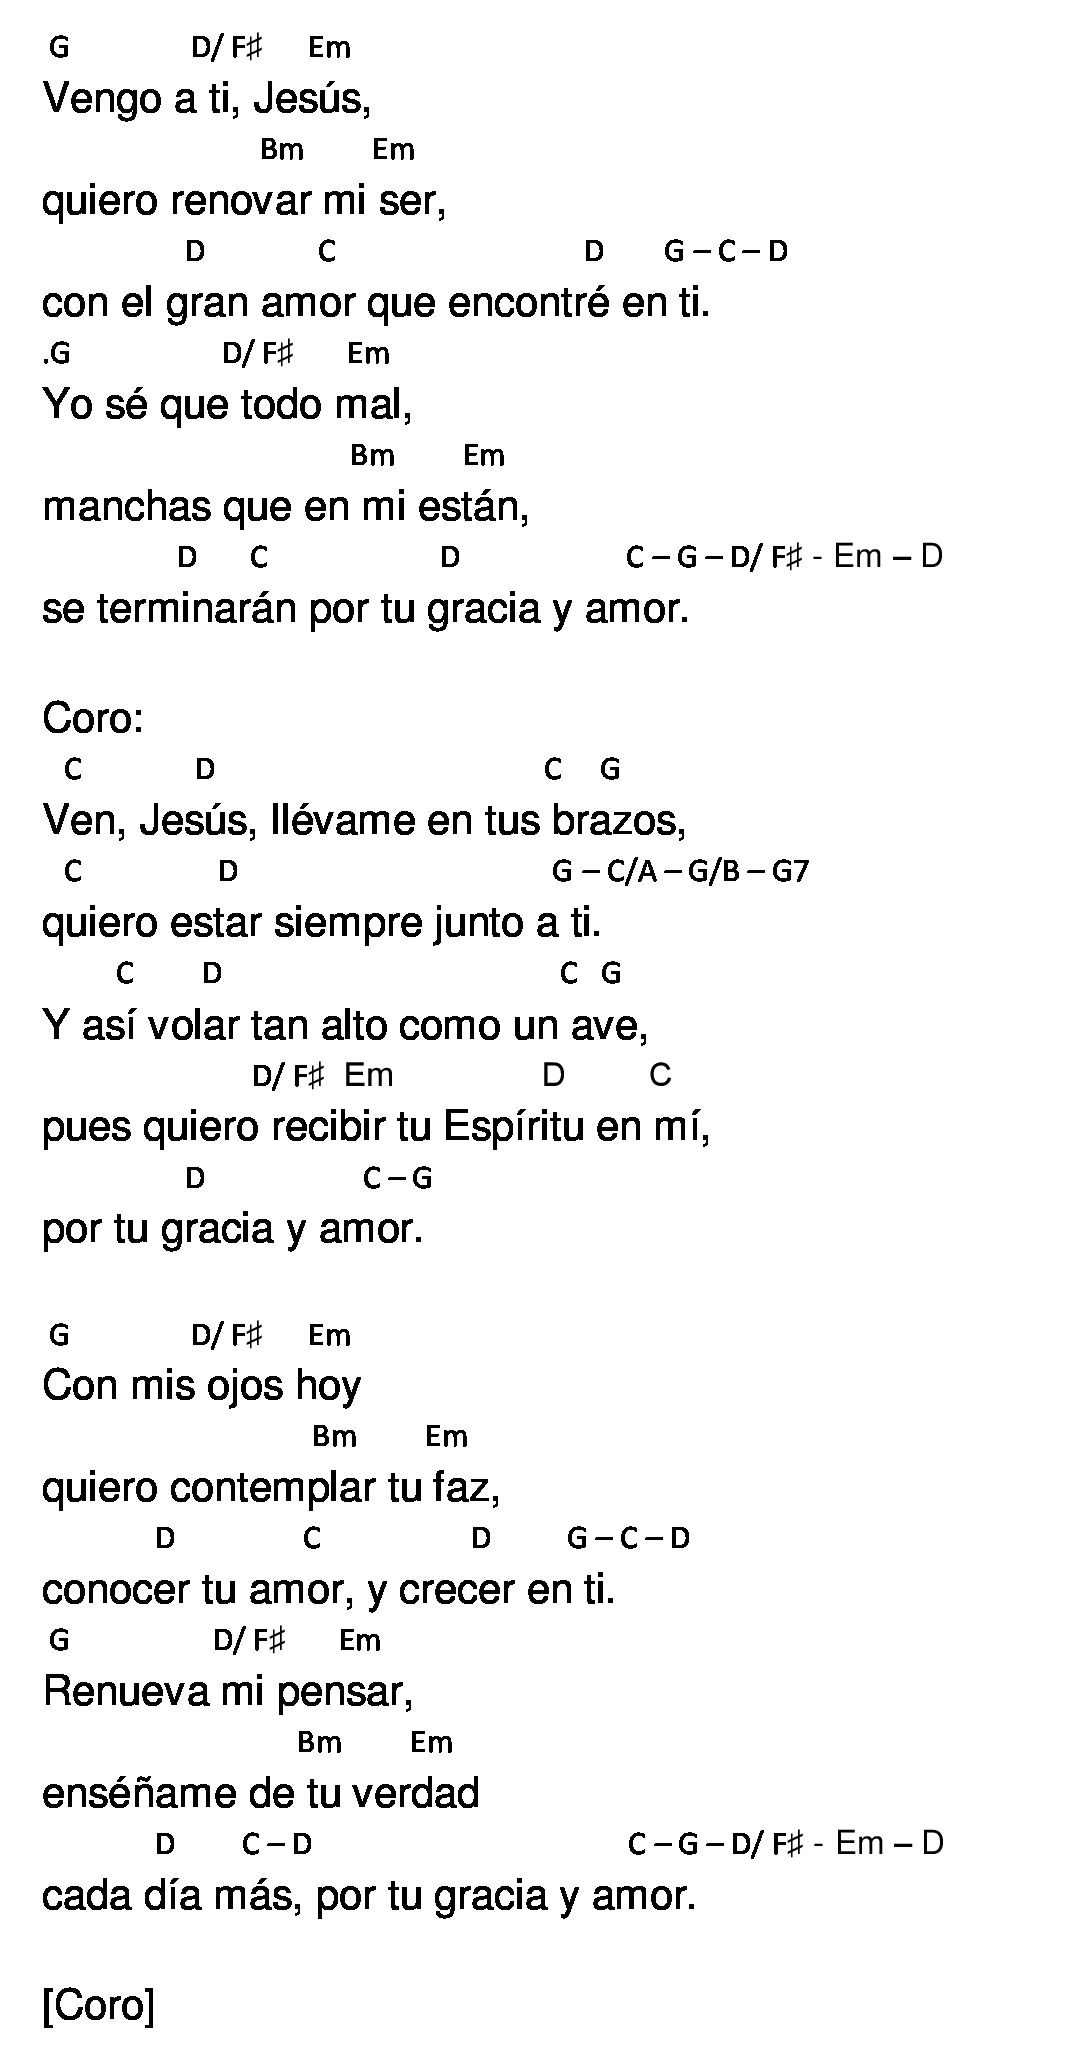 G D/ F♯ Em
Vengo a ti, Jesús,
Bm Em
quiero renovar mi ser,
D C D G – C – D
con el gran amor que encontré en ti.
.G D/ F♯ Em
Yo sé que todo mal,
Bm Em
manchas que en mi están,
D C D C – G – D/ F♯ - Em – D
se terminarán por tu gracia y amor.
Coro:
C D C G
Ven, Jesús, llévame en tus brazos,
C D G – C/A – G/B – G7
quiero estar siempre junto a ti.
C D C G
Y así volar tan alto como un ave,
D/ F♯ Em D C
pues quiero recibir tu Espíritu en mí,
D C – G
por tu gracia y amor.
G D/ F♯ Em
Con mis ojos hoy
Bm Em
quiero contemplar tu faz,
D C D G – C – D
conocer tu amor, y crecer en ti.
G D/ F♯ Em
Renueva mi pensar,
Bm Em
enséñame de tu verdad
D C – D C – G – D/ F♯ - Em – D
cada día más, por tu gracia y amor.
[Coro]